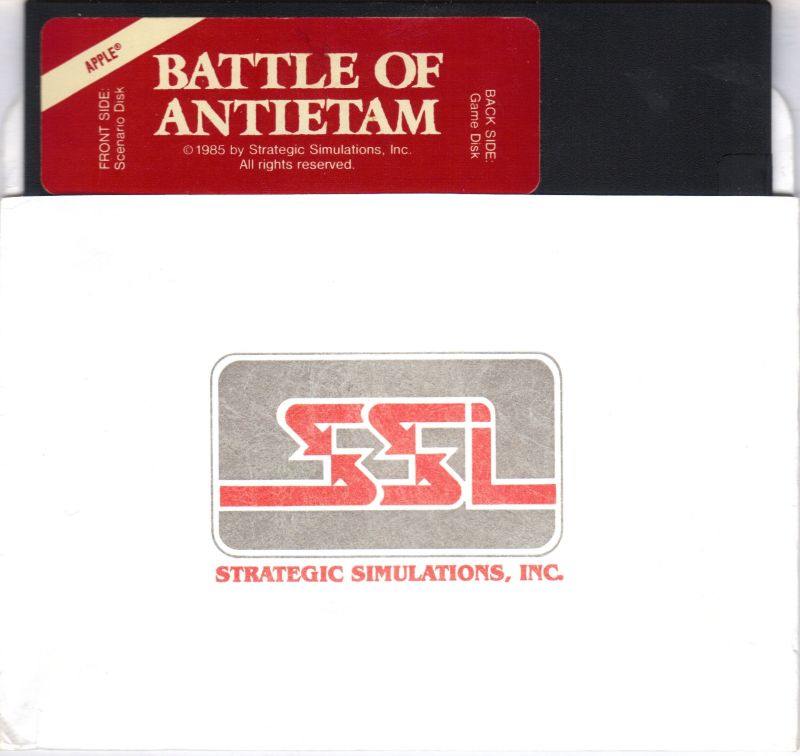 APPLE®
BATTLE OF
ANTIETAM
© 1985 by Strategic Simulations, Inc.
All rights reserved.
FRONT SIDE:
Scenario Disk
BACK SIDE:
Game Disk
SSI
STRATEGIC SIMULATIONS, INC.